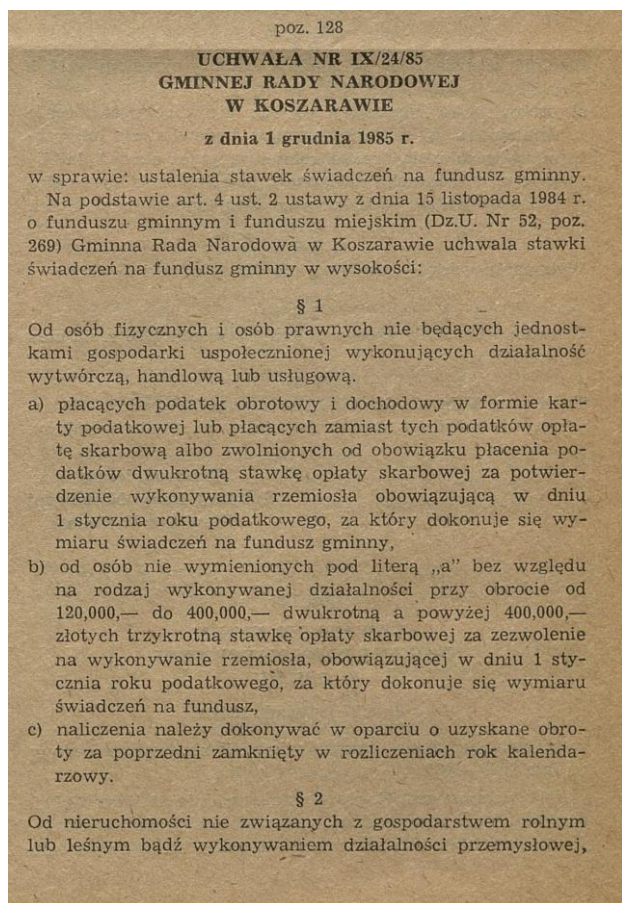 poz. 128
UCHWAŁA NR IX/24/85
GMINNEJ RADY NARODOWEJ
W KOSZARAWIE
z dnia 1 grudnia 1985 r.
w sprawie: ustalenia stawek świadczeń na fundusz gminny.
Na podstawie art. 4 ust. 2 ustawy z dnia 15 listopada 1984 r.
o funduszu gminnym i funduszu miejskim (Dz.U. Nr 52, poz.
269) Gminna Rada Narodowa w Koszarawie uchwala stawki
świadczeń na fundusz gminny w wysokości:
§ 1
Od osób fizycznych i osób prawnych nie będących jednost-
kami gospodarki uspołecznionej wykonujących działalność
wytwórczą, handlową lub usługową.
a) płacących podatek obrotowy i dochodowy w formie kar-
ty podatkowej lub płacących zamiast tych podatków opła-
tę skarbową albo zwolnionych od obowiązku płacenia po-
datków dwukrotną stawkę opłaty skarbowej za potwier-
dzenie wykonywania rzemiosła obowiązującą w dniu
1 stycznia roku podatkowego, za który dokonuje się wy-
miaru świadczeń na fundusz gminny,
b) od osób nie wymienionych pod literą „a” bez względu
na rodzaj wykonywanej działalności przy obrocie od
120,000,— do 400,000,— dwukrotną a powyżej 400,000,—
złotych trzykrotną stawkę opłaty skarbowej za zezwolenie
na wykonywanie rzemiosła, obowiązującej w dniu 1 sty-
cznia roku podatkowego, za który dokonuje się wymiaru
świadczeń na fundusz,
c) naliczenia należy dokonywać w oparciu o uzyskane obro-
ty za poprzedni zamknięty w rozliczeniach rok kalenda-
rzowy.
§ 2
Od nieruchomości nie związanych z gospodarstwem rolnym
lub leśnym bądź wykonywaniem działalności przemysłowej,